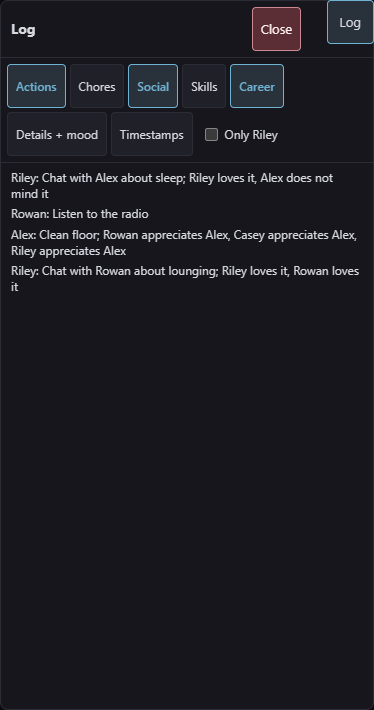 Log
Close
Log
Actions
Chores
Social
Skills
Career
Details + mood
Timestamps
Only Riley
Riley: Chat with Alex about sleep; Riley loves it, Alex does not
mind it
Rowan: Listen to the radio
Alex: Clean floor; Rowan appreciates Alex, Casey appreciates Alex,
Riley appreciates Alex
Riley: Chat with Rowan about lounging; Riley loves it, Rowan loves
it